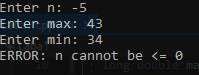 Enter n: -5
Enter max: 43
Enter min: 34
ERROR: n cannot be <= 0